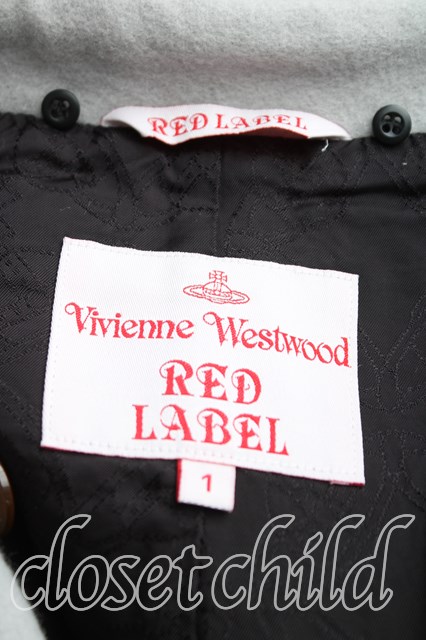 RED LABEL
Vivienne Westwood
RED
LABEL
1
closet child